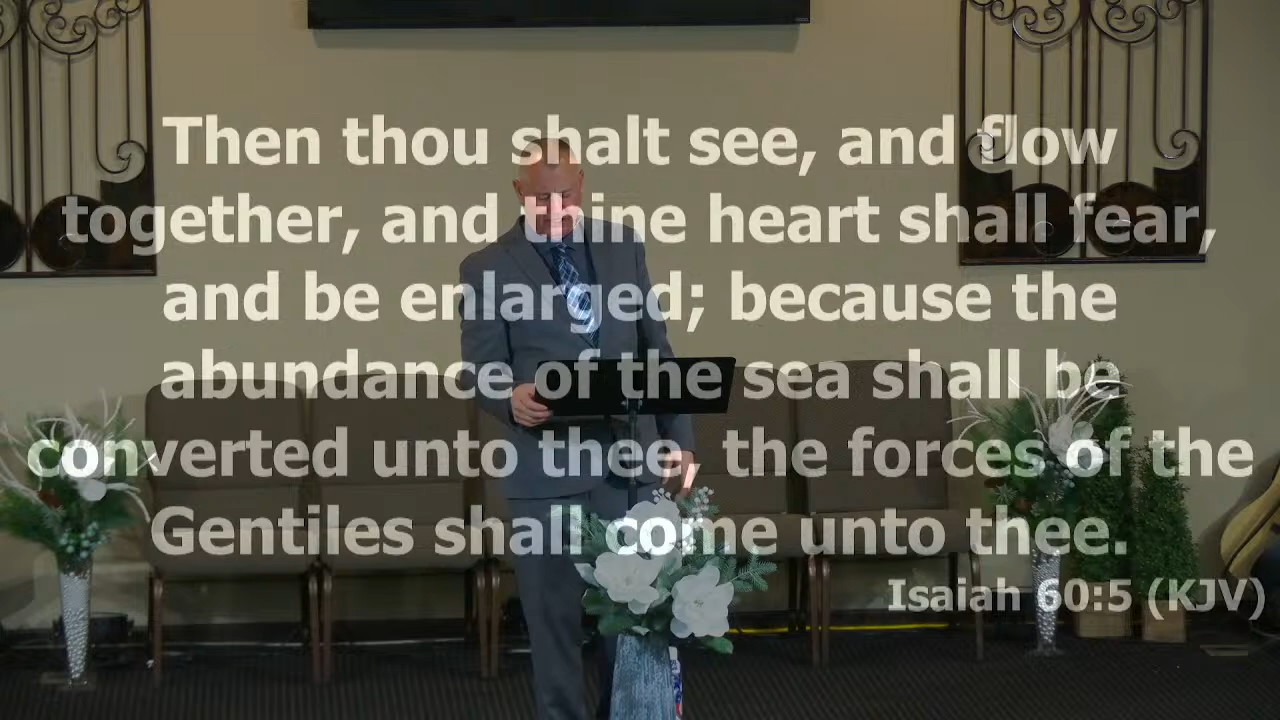 Then thou shalt see, and flow
together, and thine heart shall fear,
and be enlarged; because the
abundance of the sea shall be
converted unto thee, the forces of the
Gentiles shall come unto thee.
Isaiah 60:5 (KJV)